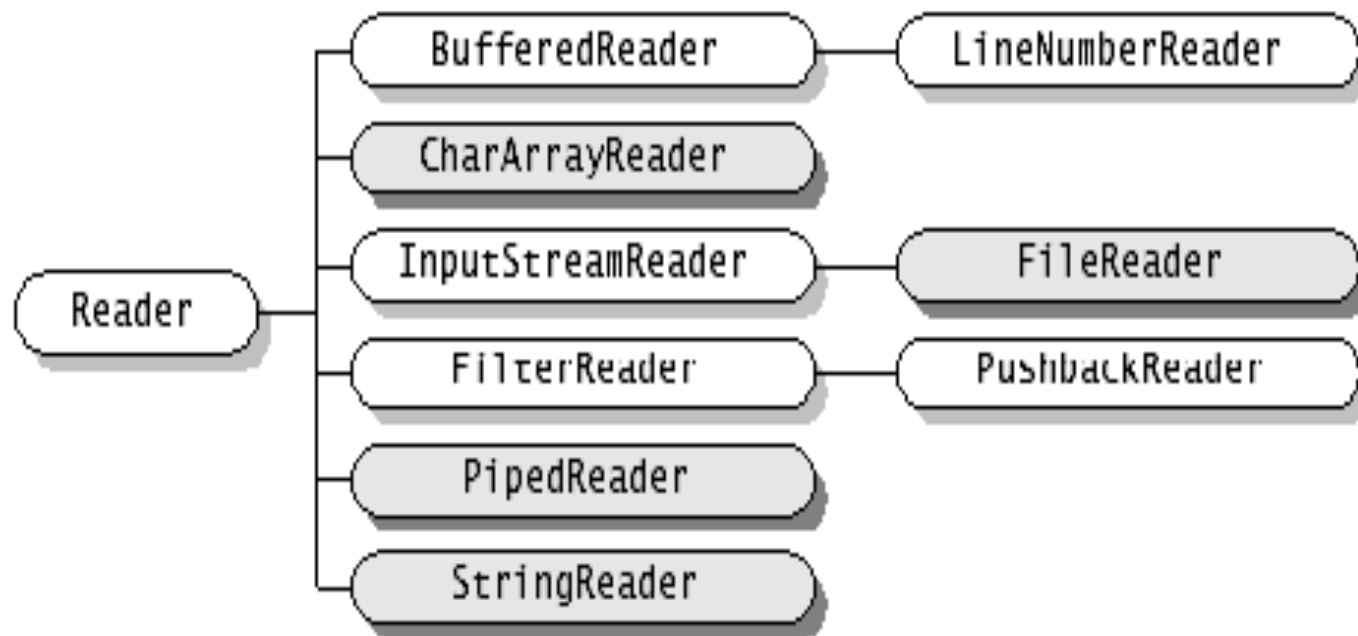 BufferedReader
LineNumberReader
CharArrayReader
InputStreamReader
FileReader
Reader
FilterReader
PushbackReader
PipedReader
StringReader